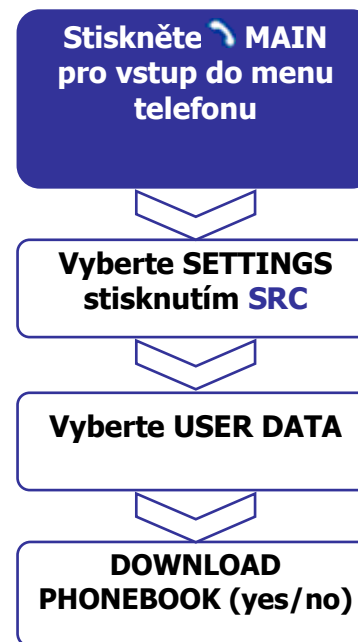 Stiskněte MAIN
pro vstup do menu
telefonu
Vyberte SETTINGS
stisknutím SRC
Vyberte USER DATA
DOWNLOAD
PHONEBOOK (yes/no)